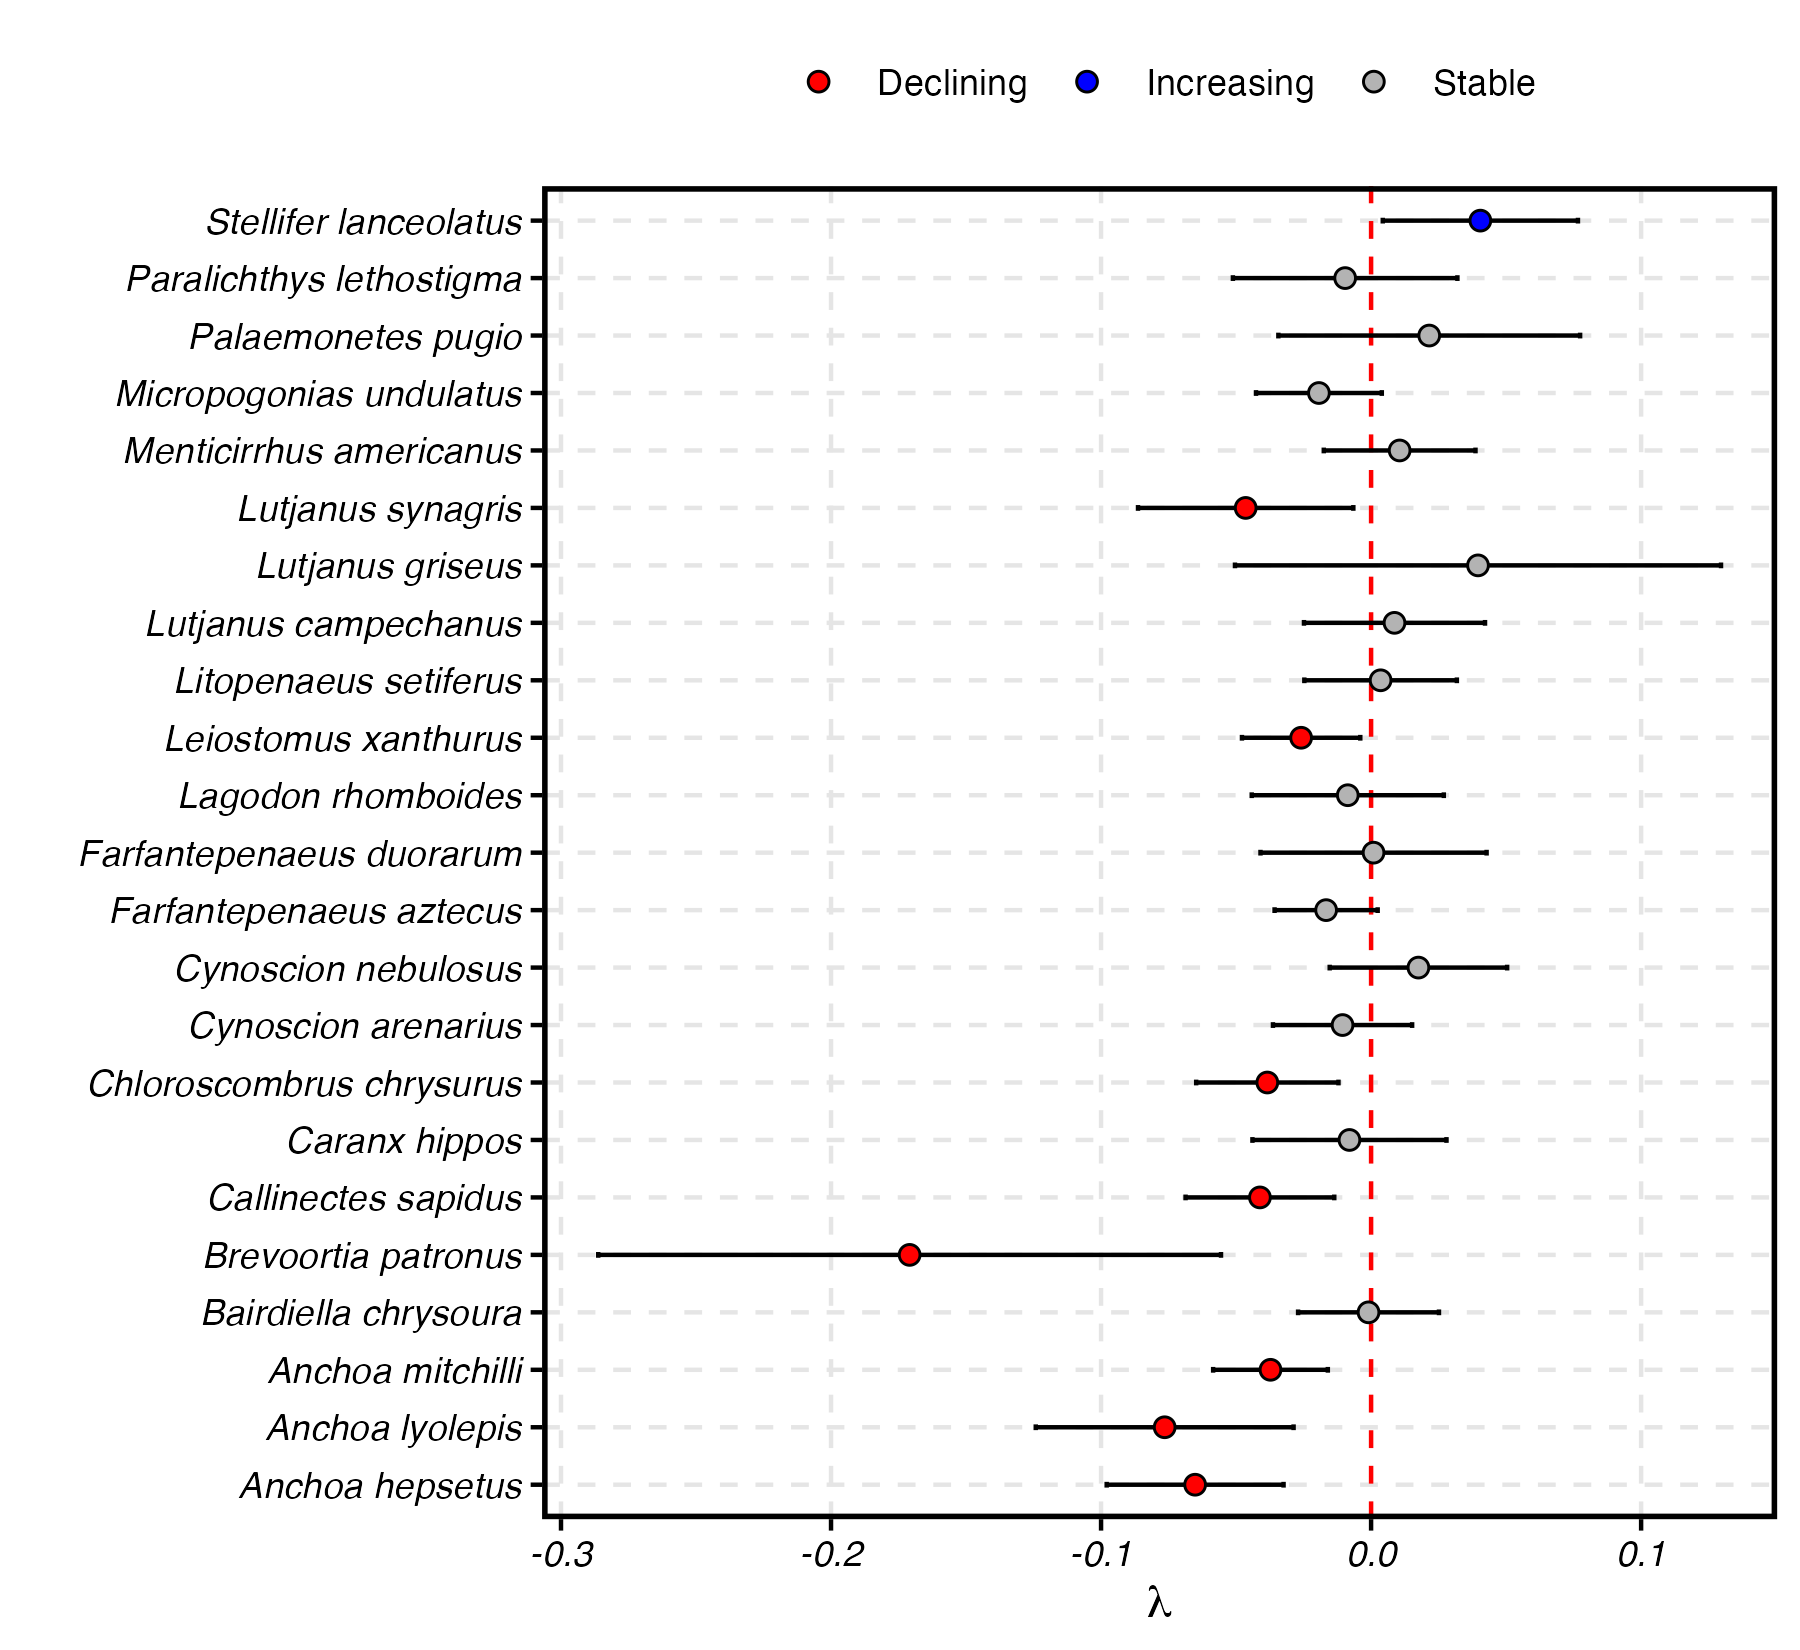 Declining Increasing Stable
Stellifer lanceolatus
Paralichthys lethostigma
Palaemonetes pugio
Micropogonias undulatus
Menticirrhus americanus
Lutjanus synagris
Lutjanus griseus
Lutjanus campechanus
Litopenaeus setiferus
Leiostomus xanthurus
Lagodon rhomboides
Farfantepenaeus duorarum
Farfantepenaeus aztecus
Cynoscion nebulosus
Cynoscion arenarius
Chloroscombrus chrysurus
Caranx hippos
Callinectes sapidus
Brevoortia patronus
Bairdiella chrysoura
Anchoa mitchilli
Anchoa lyolepis
Anchoa hepsetus
-0.3 -0.2 -0.1 0.0 0.1
λ